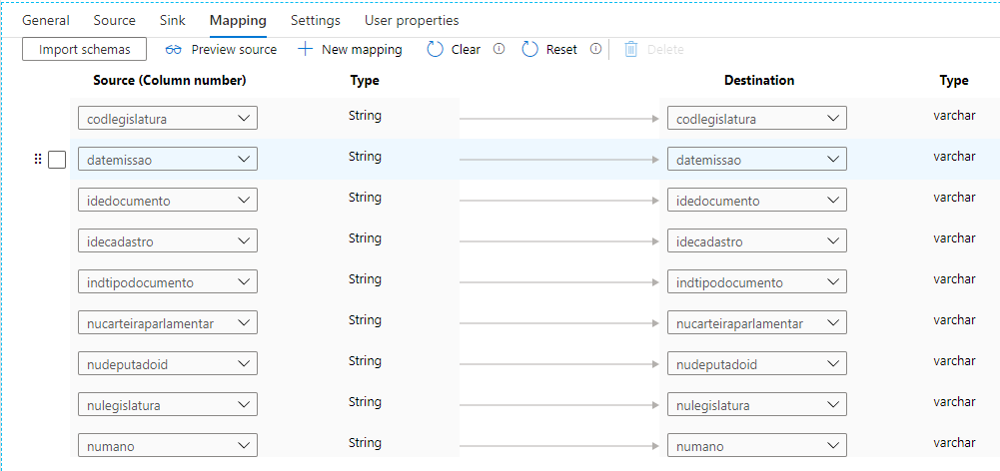 General Source Sink Mapping Settings User properties
Import schemas Preview source New mapping Clear Reset Delete
Source (Column number) Type Destination Type
codlegislatura String codlegislatura varchar
datemissao String datemissao varchar
idedocumento String idedocumento varchar
idecadastro String idecadastro varchar
indtipodocumento String indtipodocumento varchar
nucarteiraparlamentar String nucarteiraparlamentar varchar
nudeputadoid String nudeputadoid varchar
nulegislatura String nulegislatura varchar
numano String numano varchar